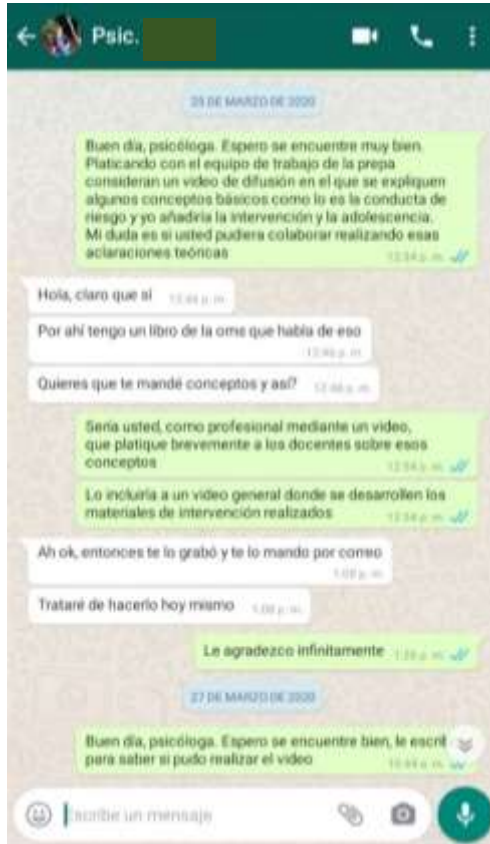 Psic.
25 DE MARZO DE 2020
Buen día, psicóloga. Espero se encuentre muy bien.
Platicando con el equipo de trabajo de la prepa
consideran un video de difusión en el que se expliquen
algunos conceptos básicos como lo es la conducta de
riesgo y yo añadiría la intervención y la adolescencia.
Mi duda es si usted pudiera colaborar realizando esas
aclaraciones teóricas
Hola, claro que si
Por ahí tengo un libro de la oms que habla de eso
Quieres que te mandé conceptos y así?
Sería usted, como profesional mediante un video,
que platique brevemente a los docentes sobre esos
conceptos
Lo incluiría a un video general donde se desarrollen los
materiales de intervención realizados
Ah ok, entonces te lo grabó y te lo mando por correo
Trataré de hacerlo hoy mismo
Le agradezco infinitamente
27 DE MARZO DE 2020
Buen día, psicóloga. Espero se encuentre bien, le escribí
para saber si pudo realizar el video
Escribe un mensaje